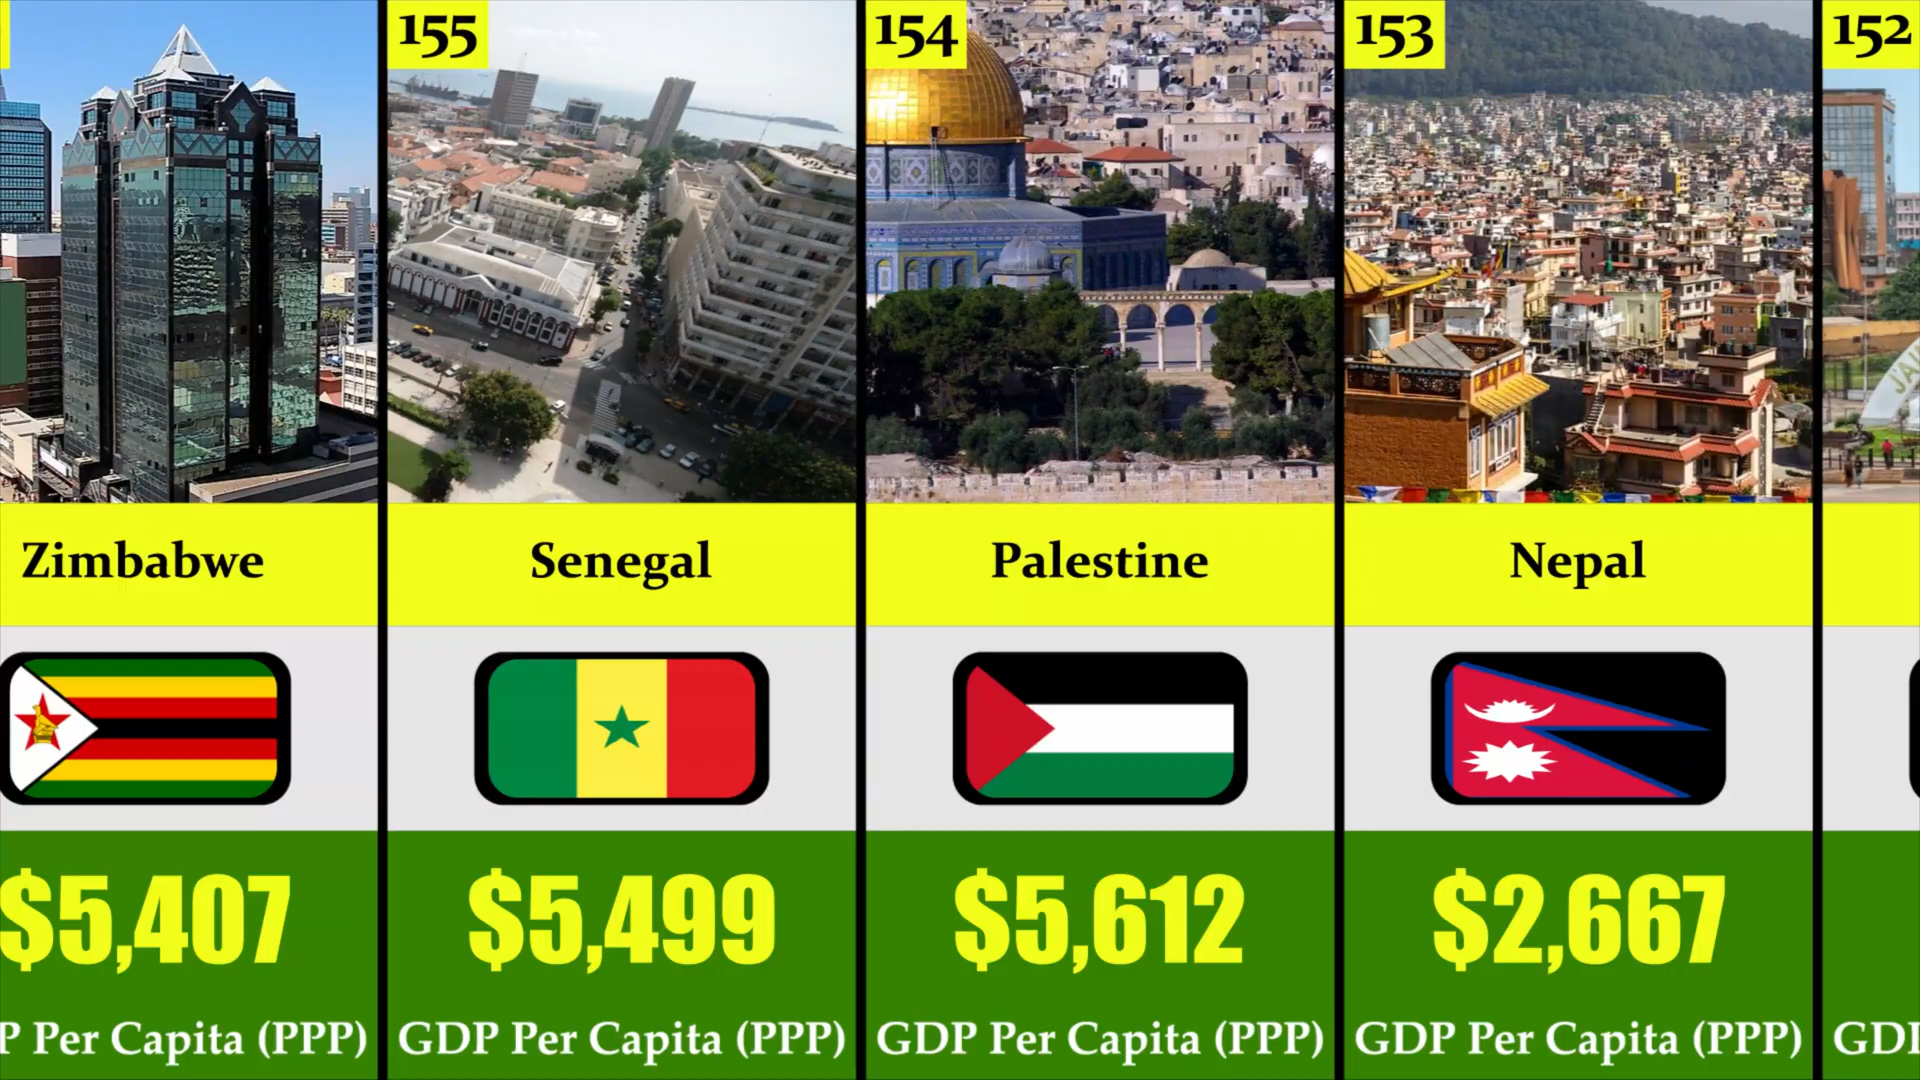 155
154
153
152
Zimbabwe
Senegal
Palestine
Nepal
$5,407
$5,499
$5,612
$2,667
P Per Capita (PPP)
GDP Per Capita (PPP)
GDP Per Capita (PPP)
GDP Per Capita (PPP)
GD